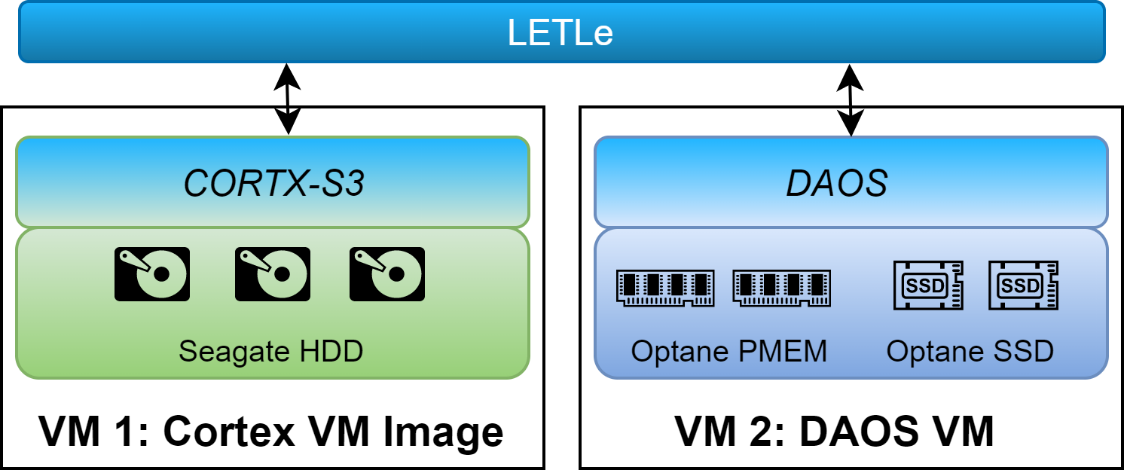 LETLe
CORTX-S3
Seagate HDD
VM 1: Cortex VM Image
DAOS
SSD
SSD
Optane PMEM
Optane SSD
VM 2: DAOS VM